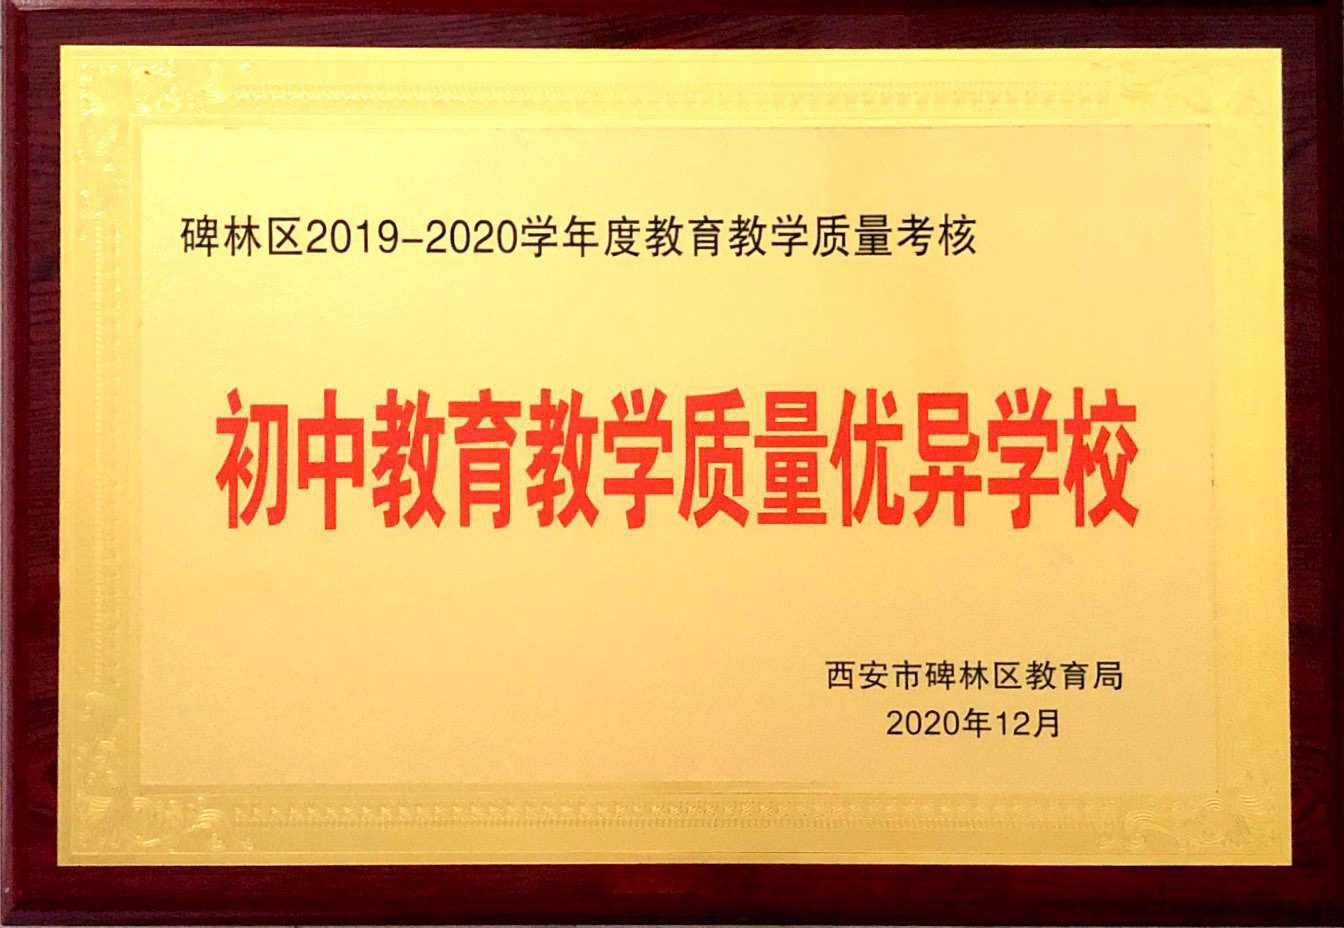 碑林区2019-2020学年度教育教学质量考核
初中教育教学质量优异学校
西安市碑林区教育局
2020年12月